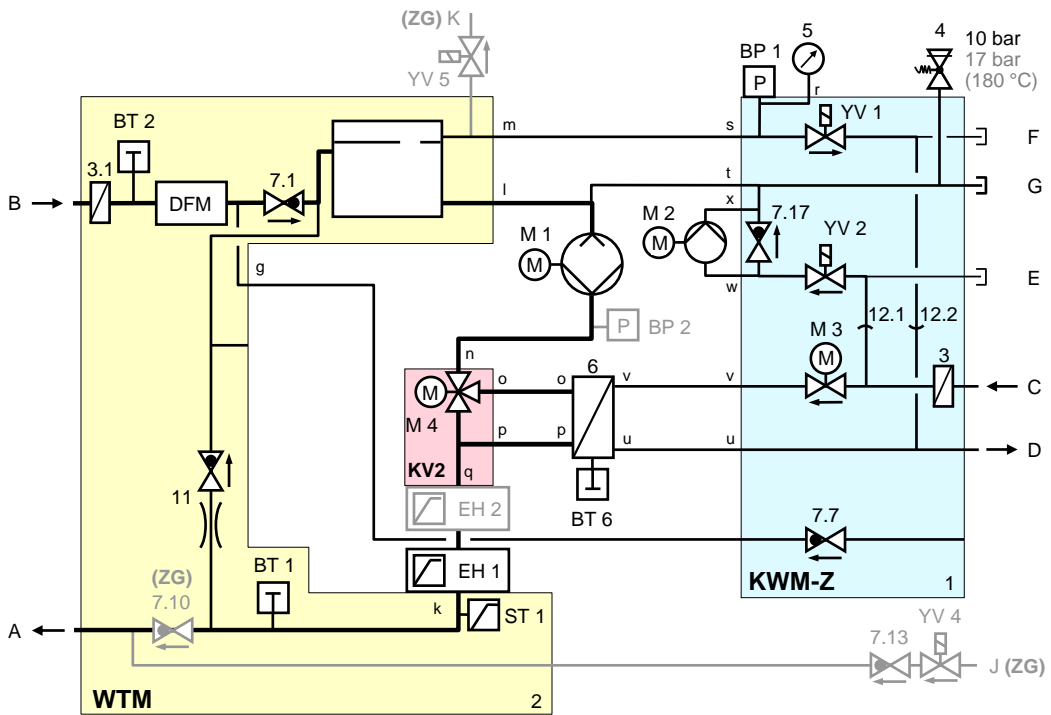 (ZG) K
YV 5
5
4
10 bar
17 bar
(180 °C)
BP 1
P
r
YV 1
BT 2
m
s
F
3.1
7.1
t
G
B
DFM
l
x
M 2
M
7.17
M 1
M
YV 2
g
w
E
P
BP 2
12.1
12.2
M 3
M
n
6
3
M
o
o
v
v
C
M 4
p
p
u
u
D
KV2
q
11
EH 2
BT 6
7.7
BT 1
EH 1
KWM-Z
1
(ZG)
7.10
k
ST 1
A
7.13
YV 4
J (ZG)
WTM
2